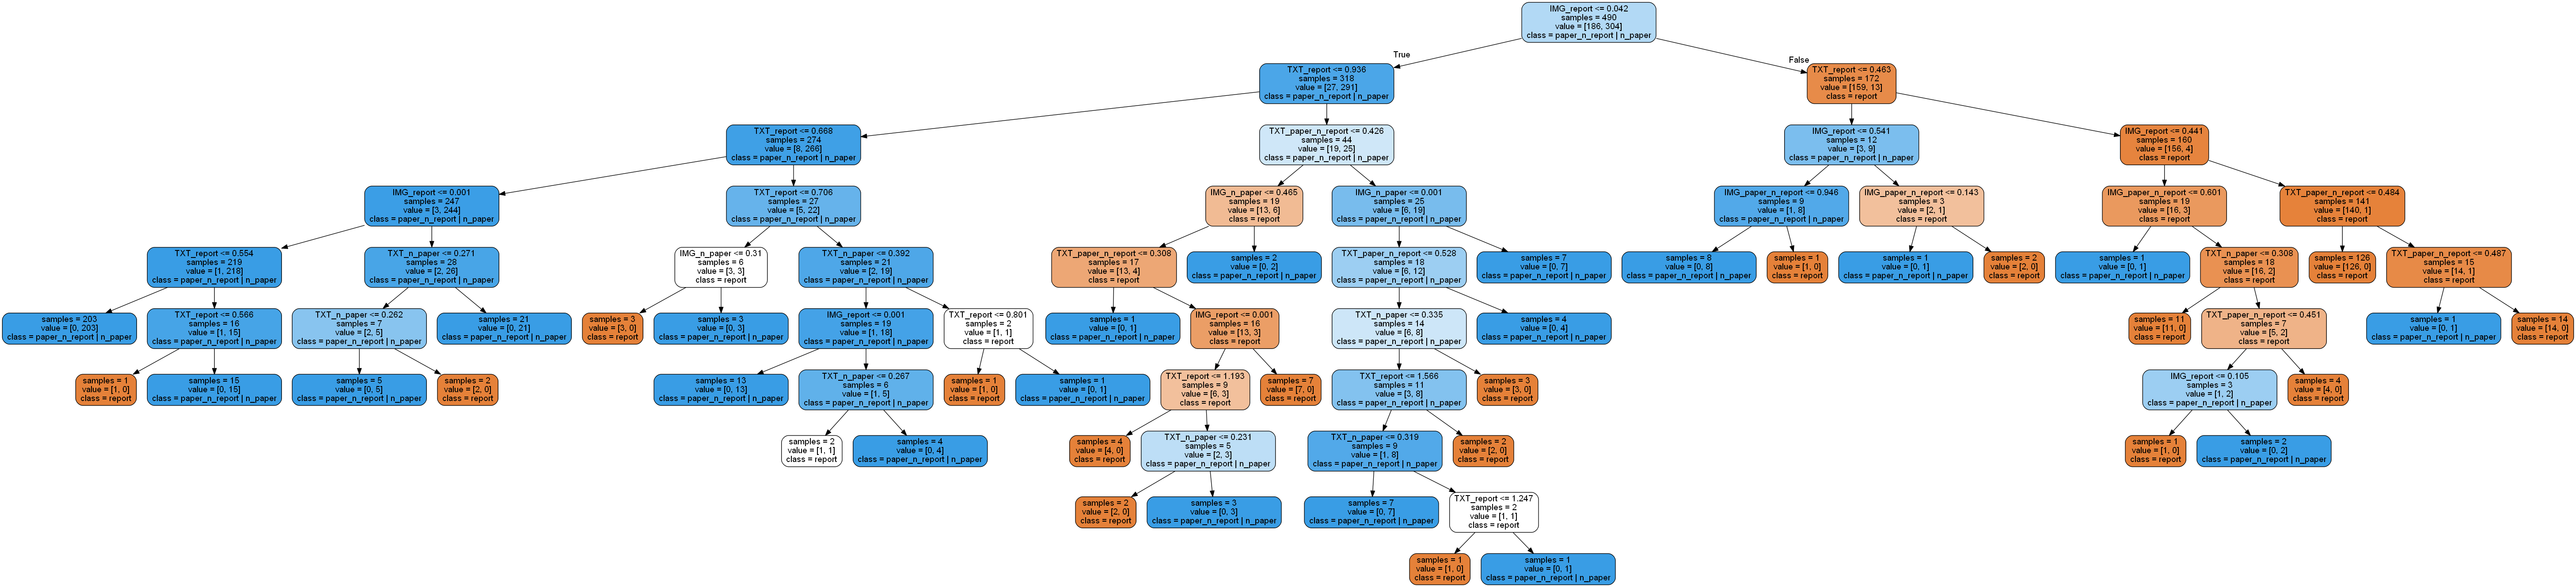 IMG_report <= 0.042
samples = 490
value = [186, 304]
class = paper_n_report | n_paper
True
False
TXT_report <= 0.936
samples = 318
value = [27, 291]
class = paper_n_report | n_paper
TXT_report <= 0.463
samples = 172
value = [159, 13]
class = report
TXT_report <= 0.668
samples = 274
value = [8, 266]
class = paper_n_report | n_paper
TXT_paper_n_report <= 0.426
samples = 44
value = [19, 25]
class = paper_n_report | n_paper
IMG_report <= 0.541
samples = 12
value = [3, 9]
class = paper_n_report | n_paper
IMG_report <= 0.441
samples = 160
value = [156, 4]
class = report
IMG_report <= 0.001
samples = 247
value = [3, 244]
class = paper_n_report | n_paper
TXT_report <= 0.706
samples = 27
value = [5, 22]
class = paper_n_report | n_paper
IMG_n_paper <= 0.465
samples = 19
value = [13, 6]
class = report
IMG_n_paper <= 0.001
samples = 25
value = [6, 19]
class = paper_n_report | n_paper
IMG_paper_n_report <= 0.946
samples = 9
value = [1, 8]
class = paper_n_report | n_paper
IMG_paper_n_report <= 0.143
samples = 3
value = [2, 1]
class = report
IMG_paper_n_report <= 0.601
samples = 19
value = [16, 3]
class = report
TXT_paper_n_report <= 0.484
samples = 141
value = [140, 1]
class = report
TXT_report <= 0.554
samples = 219
value = [1, 218]
class = paper_n_report | n_paper
TXT_n_paper <= 0.271
samples = 28
value = [2, 26]
class = paper_n_report | n_paper
IMG_n_paper <= 0.31
samples = 6
value = [3, 3]
class = report
TXT_n_paper <= 0.392
samples = 21
value = [2, 19]
class = paper_n_report | n_paper
TXT_paper_n_report <= 0.308
samples = 17
value = [13, 4]
class = report
samples = 2
value = [0, 2]
class = paper_n_report | n_paper
TXT_paper_n_report <= 0.528
samples = 18
value = [6, 12]
class = paper_n_report | n_paper
samples = 7
value = [0, 7]
class = paper_n_report | n_paper
samples = 8
value = [0, 8]
class = paper_n_report | n_paper
samples = 1
value = [1, 0]
class = report
samples = 1
value = [0, 1]
class = paper_n_report | n_paper
samples = 2
value = [2, 0]
class = report
samples = 1
value = [0, 1]
class = paper_n_report | n_paper
TXT_n_paper <= 0.308
samples = 18
value = [16, 2]
class = report
samples = 126
value = [126, 0]
class = report
TXT_paper_n_report <= 0.487
samples = 15
value = [14, 1]
class = report
samples = 203
value = [0, 203]
class = paper_n_report | n_paper
TXT_report <= 0.566
samples = 16
value = [1, 15]
class = paper_n_report | n_paper
TXT_n_paper <= 0.262
samples = 7
value = [2, 5]
class = paper_n_report | n_paper
samples = 21
value = [0, 21]
class = paper_n_report | n_paper
samples = 3
value = [3, 0]
class = report
samples = 3
value = [0, 3]
class = paper_n_report | n_paper
IMG_report <= 0.001
samples = 19
value = [1, 18]
class = paper_n_report | n_paper
TXT_report <= 0.801
samples = 2
value = [1, 1]
class = report
samples = 1
value = [0, 1]
class = paper_n_report | n_paper
IMG_report <= 0.001
samples = 16
value = [13, 3]
class = report
TXT_n_paper <= 0.335
samples = 14
value = [6, 8]
class = paper_n_report | n_paper
samples = 4
value = [0, 4]
class = paper_n_report | n_paper
samples = 11
value = [11, 0]
class = report
TXT_paper_n_report <= 0.451
samples = 7
value = [5, 2]
class = report
samples = 1
value = [0, 1]
class = paper_n_report | n_paper
samples = 14
value = [14, 0]
class = report
samples = 1
value = [1, 0]
class = report
samples = 15
value = [0, 15]
class = paper_n_report | n_paper
samples = 5
value = [0, 5]
class = paper_n_report | n_paper
samples = 2
value = [2, 0]
class = report
samples = 13
value = [0, 13]
class = paper_n_report | n_paper
TXT_n_paper <= 0.267
samples = 6
value = [1, 5]
class = paper_n_report | n_paper
samples = 1
value = [1, 0]
class = report
samples = 1
value = [0, 1]
class = paper_n_report | n_paper
TXT_report <= 1.193
samples = 9
value = [6, 3]
class = report
samples = 7
value = [7, 0]
class = report
TXT_report <= 1.566
samples = 11
value = [3, 8]
class = paper_n_report | n_paper
samples = 3
value = [3, 0]
class = report
IMG_report <= 0.105
samples = 3
value = [1, 2]
class = paper_n_report | n_paper
samples = 4
value = [4, 0]
class = report
samples = 2
value = [1, 1]
class = report
samples = 4
value = [0, 4]
class = paper_n_report | n_paper
samples = 4
value = [4, 0]
class = report
TXT_n_paper <= 0.231
samples = 5
value = [2, 3]
class = paper_n_report | n_paper
TXT_n_paper <= 0.319
samples = 9
value = [1, 8]
class = paper_n_report | n_paper
samples = 2
value = [2, 0]
class = report
samples = 1
value = [1, 0]
class = report
samples = 2
value = [0, 2]
class = paper_n_report | n_paper
samples = 2
value = [2, 0]
class = report
samples = 3
value = [0, 3]
class = paper_n_report | n_paper
samples = 7
value = [0, 7]
class = paper_n_report | n_paper
TXT_report <= 1.247
samples = 2
value = [1, 1]
class = report
samples = 1
value = [1, 0]
class = report
samples = 1
value = [0, 1]
class = paper_n_report | n_paper